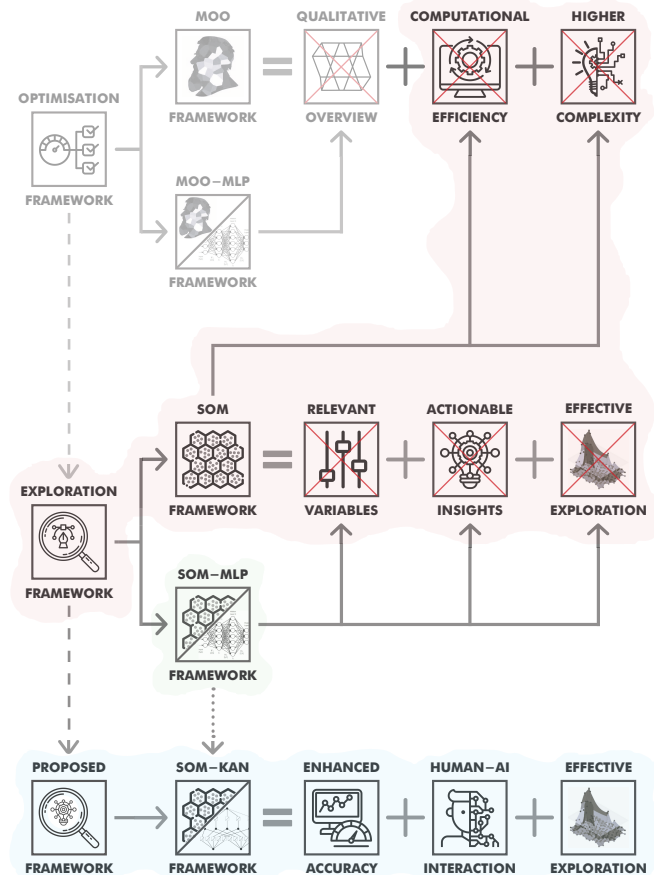 MOO
QUALITATIVE
COMPUTATIONAL
HIGHER
FRAMEWORK
OVERVIEW
EFFICIENCY
COMPLEXITY
OPTIMISATION
FRAMEWORK
MOO–MLP
FRAMEWORK
SOM
RELEVANT
ACTIONABLE
EFFECTIVE
FRAMEWORK
VARIABLES
INSIGHTS
EXPLORATION
EXPLORATION
FRAMEWORK
SOM–MLP
FRAMEWORK
PROPOSED
SOM–KAN
ENHANCED
HUMAN–AI
EFFECTIVE
FRAMEWORK
FRAMEWORK
ACCURACY
INTERACTION
EXPLORATION